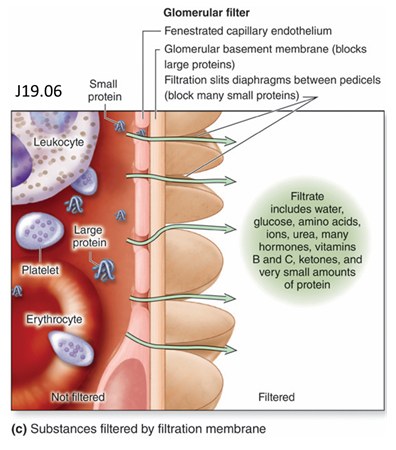 Glomerular filter
Fenestrated capillary endothelium
Glomerular basement membrane (blocks
large proteins)
Filtration slits diaphragms between pedicels
(block many small proteins)
J19.06
Small
protein
Leukocyte
Large
protein
Platelet
Erythrocyte
Not filtered
Filtrate
includes water,
glucose, amino acids,
ions, urea, many
hormones, vitamins
B and C, ketones, and
very small amounts
of protein
Filtered
(c) Substances filtered by filtration membrane